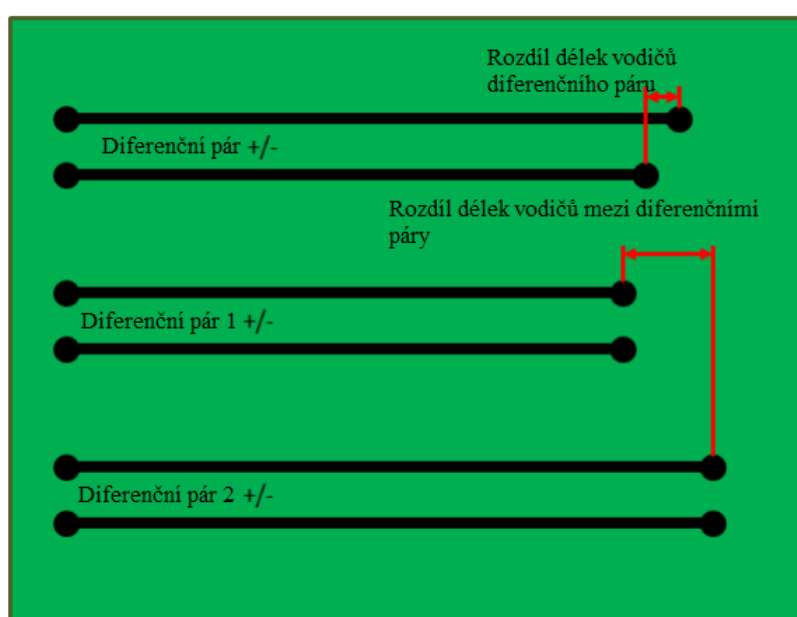 Rozdíl délek vodičů
diferenčního páru
Diferenční pár +/-
Rozdíl délek vodičů mezi diferenčními
páry
Diferenční pár 1 +/-
Diferenční pár 2 +/-